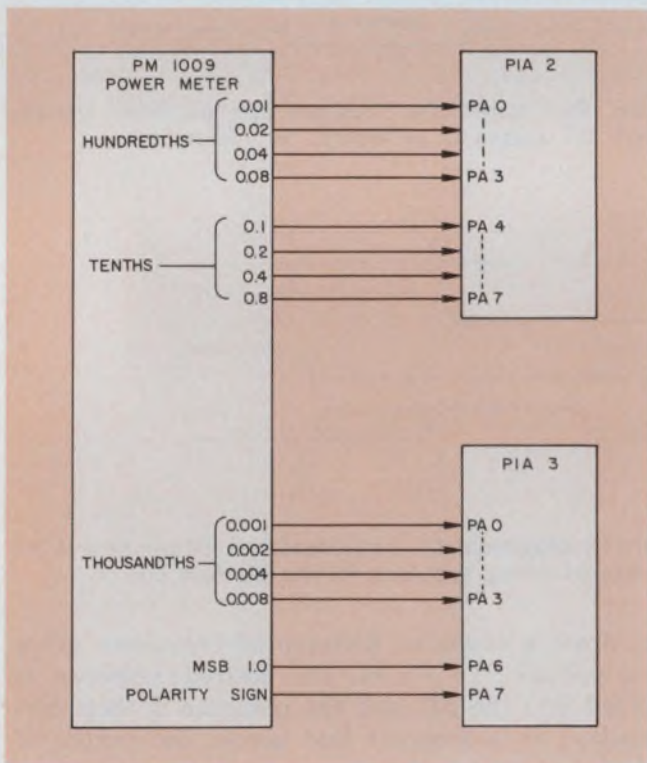 PM 1009
POWER METER
PIA 2
0.01
PA 0
0.02
HUNDREDTHS
0.04
0.08
PA 3
0.1
PA 4
0.2
TENTHS
0.4
0.8
PA 7
PIA 3
0.001
PA 0
0.002
THOUSANDTHS
0.004
0.008
PA 3
MSB 1.0
PA 6
POLARITY SIGN
PA 7